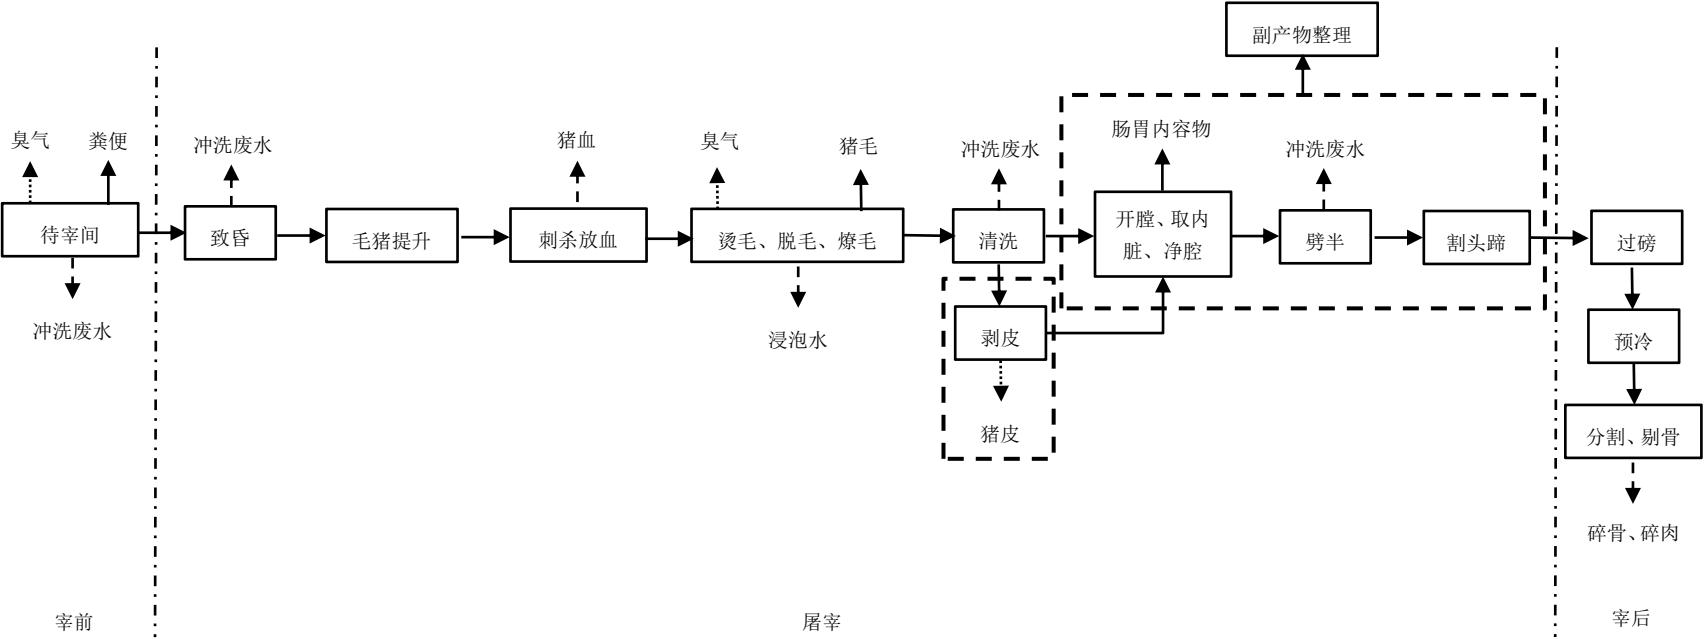 副产物整理
臭气
粪便
冲洗废水
猪血
臭气
猪毛
冲洗废水
肠胃内容物
冲洗废水
待宰间
致昏
毛猪提升
刺杀放血
烫毛、脱毛、燎毛
清洗
开膛、取内
脏、净腔
劈半
割头蹄
过磅
冲洗废水
浸泡水
剥皮
预冷
猪皮
分割、剔骨
碎骨、碎肉
宰前
屠宰
宰后